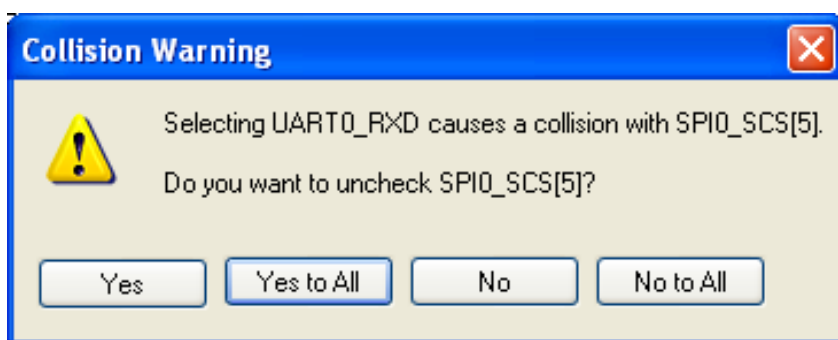 Collision Warning
Selecting UART0_RXD causes a collision with SPI0_SCS[5].
Do you want to uncheck SPI0_SCS[5]?
Yes Yes to All No No to All